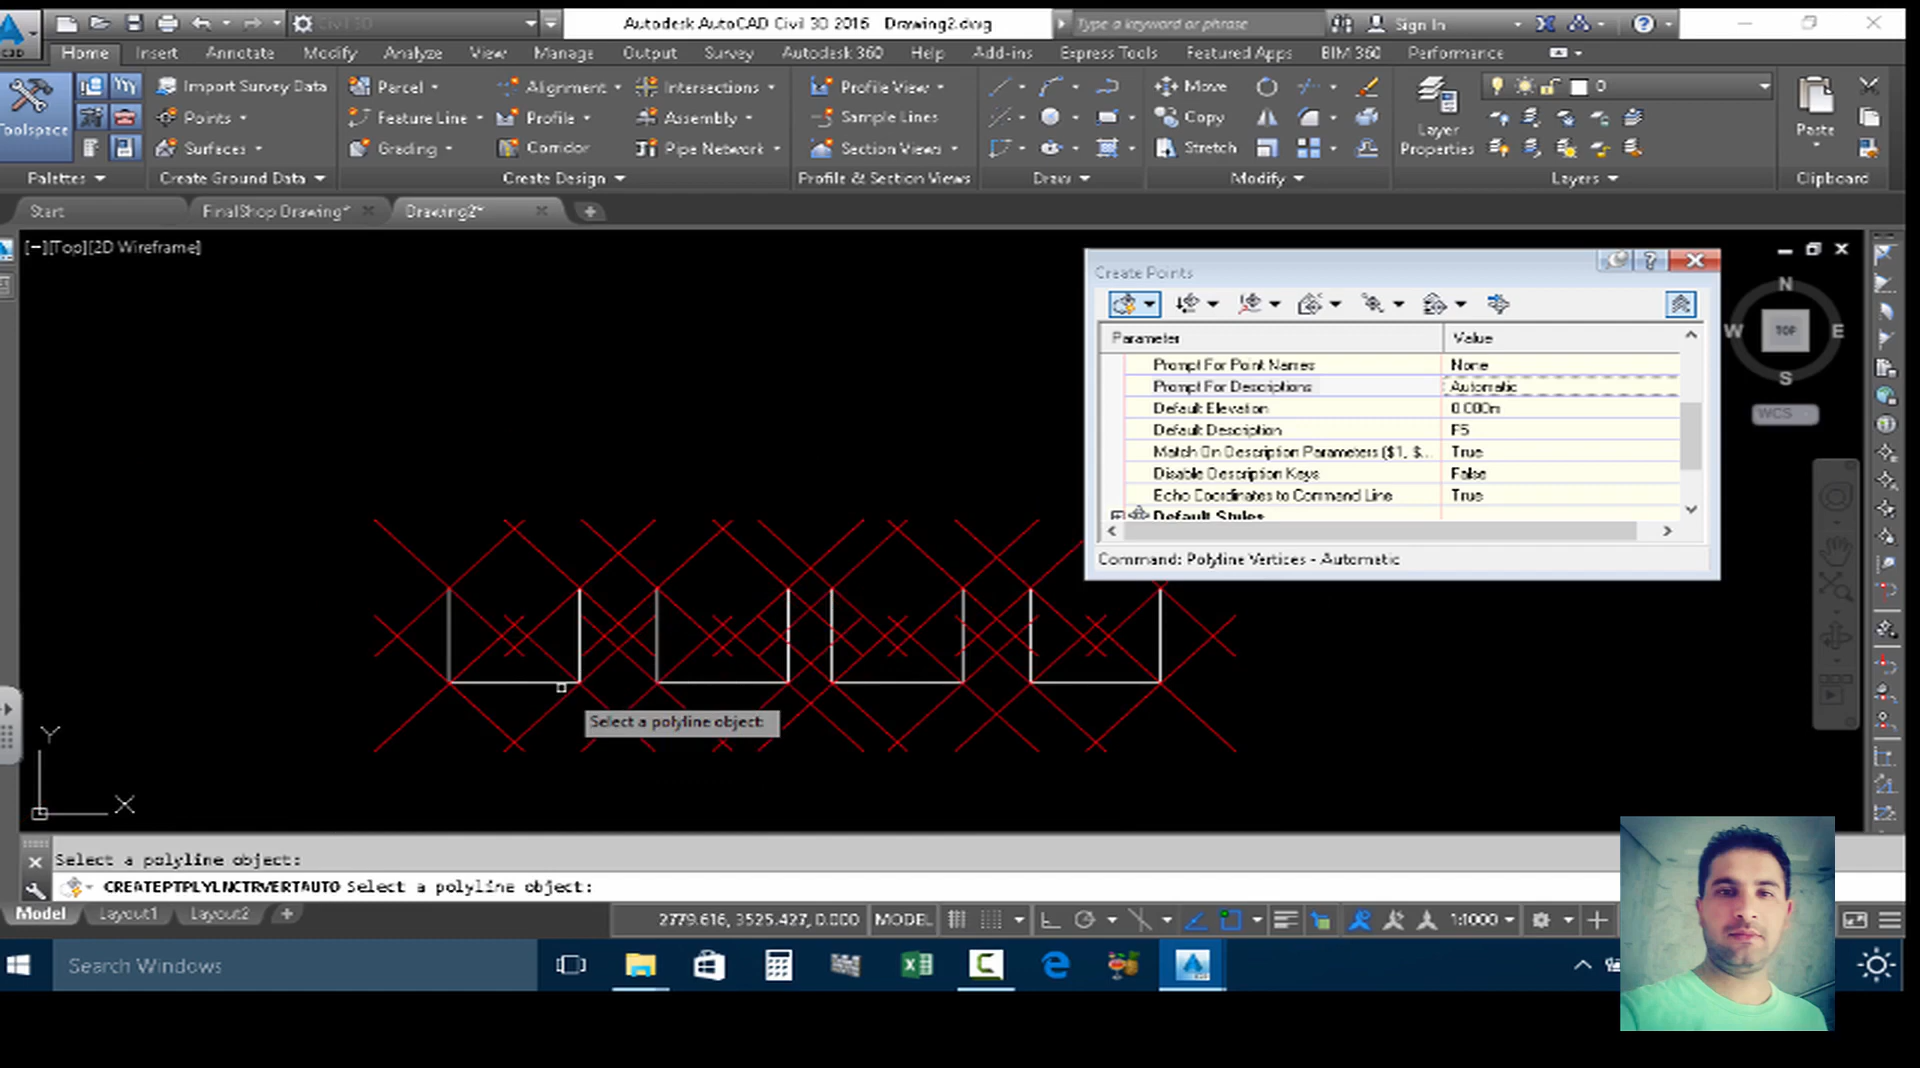 Civil 3D
Autodesk AutoCAD Civil 3D 2016 Drawing2.dwg
Type a keyword or phrase
Sign In
Home Insert Annotate Modify Analyze View Manage Output Survey Autodesk 360 Help Add-ins Express Tools Featured Apps BIM 360 Performance
Toolspace
Import Survey Data
Points
Surfaces
Parcel
Feature Line
Grading
Alignment
Profile
Corridor
Intersections
Assembly
Pipe Network
Profile View
Sample Lines
Section Views
Move
Copy
Stretch
Layer
Properties
0
Paste
Palettes Create Ground Data Create Design Profile & Section Views Draw Modify Layers Clipboard
Start FinalShop Drawing* Drawing2*
[−][Top][2D Wireframe]
Create Points
Parameter Value
Prompt For Point Names None
Prompt For Descriptions Automatic
Default Elevation 0.000m
Default Description F5
Match On Description Parameters ($1, $... True
Disable Description Keys False
Echo Coordinates to Command Line True
Default Styles
Command: Polyline Vertices - Automatic
N
W TOP E
S
WCS
Select a polyline object:
Y
X
Select a polyline object:
CREATEPTPLYLNCTRVERTAUTO Select a polyline object:
Model Layout1 Layout2
2779.616, 3525.427, 0.000 MODEL 1:1000
Search Windows